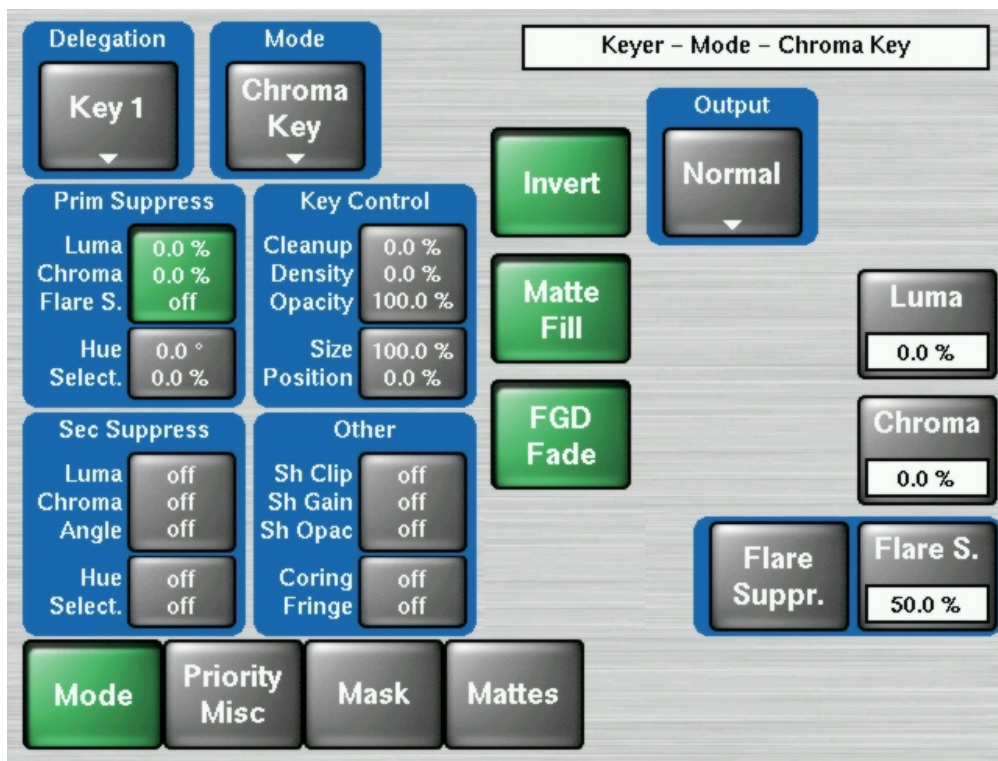 Delegation
Key 1
Mode
Chroma
Key
Keyer – Mode – Chroma Key
Output
Normal
Invert
Prim Suppress
Luma 0.0 %
Chroma 0.0 %
Flare S. off
Hue 0.0 °
Select. 0.0 %
Key Control
Cleanup 0.0 %
Density 0.0 %
Opacity 100.0 %
Size 100.0 %
Position 0.0 %
Matte
Fill
Luma
0.0 %
FGD
Fade
Chroma
0.0 %
Sec Suppress
Luma off
Chroma off
Angle off
Hue off
Select. off
Other
Sh Clip off
Sh Gain off
Sh Opac off
Coring off
Fringe off
Flare
Suppr.
Flare S.
50.0 %
Mode
Priority
Misc
Mask
Mattes